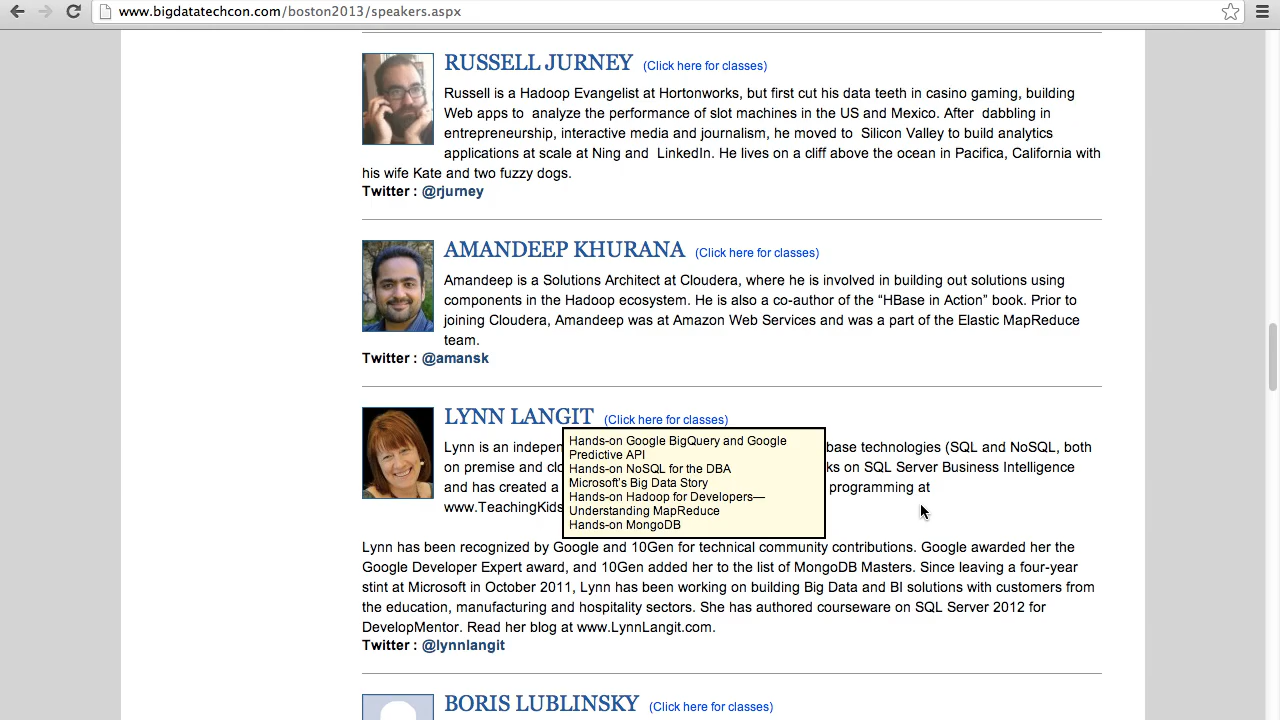 www.bigdatatechcon.com/boston2013/speakers.aspx
RUSSELL JURNEY (Click here for classes)
Russell is a Hadoop Evangelist at Hortonworks, but first cut his data teeth in casino gaming, building
Web apps to analyze the performance of slot machines in the US and Mexico. After dabbling in
entrepreneurship, interactive media and journalism, he moved to Silicon Valley to build analytics
applications at scale at Ning and LinkedIn. He lives on a cliff above the ocean in Pacifica, California with
his wife Kate and two fuzzy dogs.
Twitter : @rjurney
AMANDEEP KHURANA (Click here for classes)
Amandeep is a Solutions Architect at Cloudera, where he is involved in building out solutions using
components in the Hadoop ecosystem. He is also a co-author of the “HBase in Action” book. Prior to
joining Cloudera, Amandeep was at Amazon Web Services and was a part of the Elastic MapReduce
team.
Twitter : @amansk
LYNN LANGIT (Click here for classes)
Lynn is an indepen base technologies (SQL and NoSQL, both
on premise and clo ks on SQL Server Business Intelligence
and has created a programming at
www.TeachingKids
Hands-on Google BigQuery and Google
Predictive API
Hands-on NoSQL for the DBA
Microsoft's Big Data Story
Hands-on Hadoop for Developers—
Understanding MapReduce
Hands-on MongoDB
Lynn has been recognized by Google and 10Gen for technical community contributions. Google awarded her the
Google Developer Expert award, and 10Gen added her to the list of MongoDB Masters. Since leaving a four-year
stint at Microsoft in October 2011, Lynn has been working on building Big Data and BI solutions with customers from
the education, manufacturing and hospitality sectors. She has authored courseware on SQL Server 2012 for
DevelopMentor. Read her blog at www.LynnLangit.com.
Twitter : @lynnlangit
BORIS LUBLINSKY (Click here for classes)